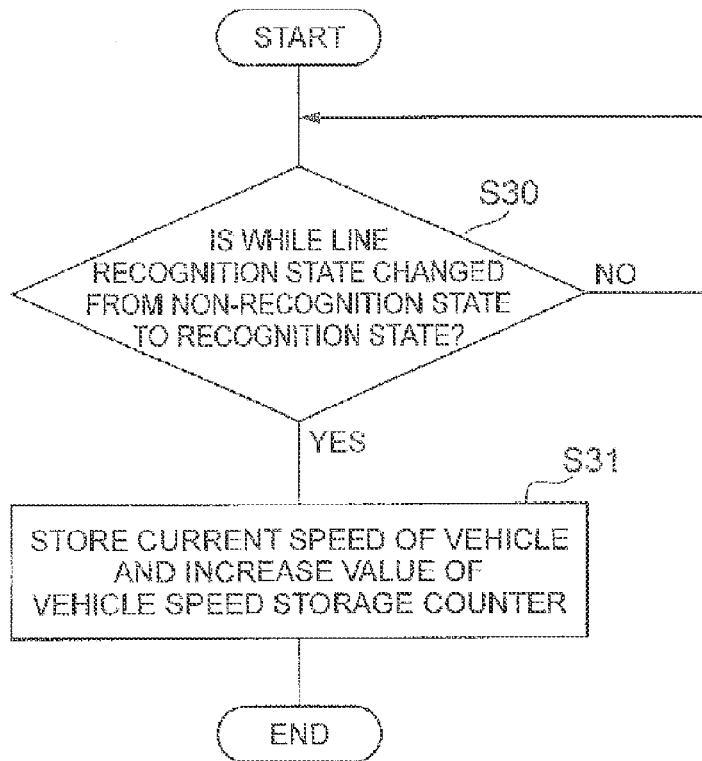 START
S30
IS WHILE LINE
RECOGNITION STATE CHANGED
FROM NON-RECOGNITION STATE
TO RECOGNITION STATE?
NO
YES
S31
STORE CURRENT SPEED OF VEHICLE
AND INCREASE VALUE OF
VEHICLE SPEED STORAGE COUNTER
END